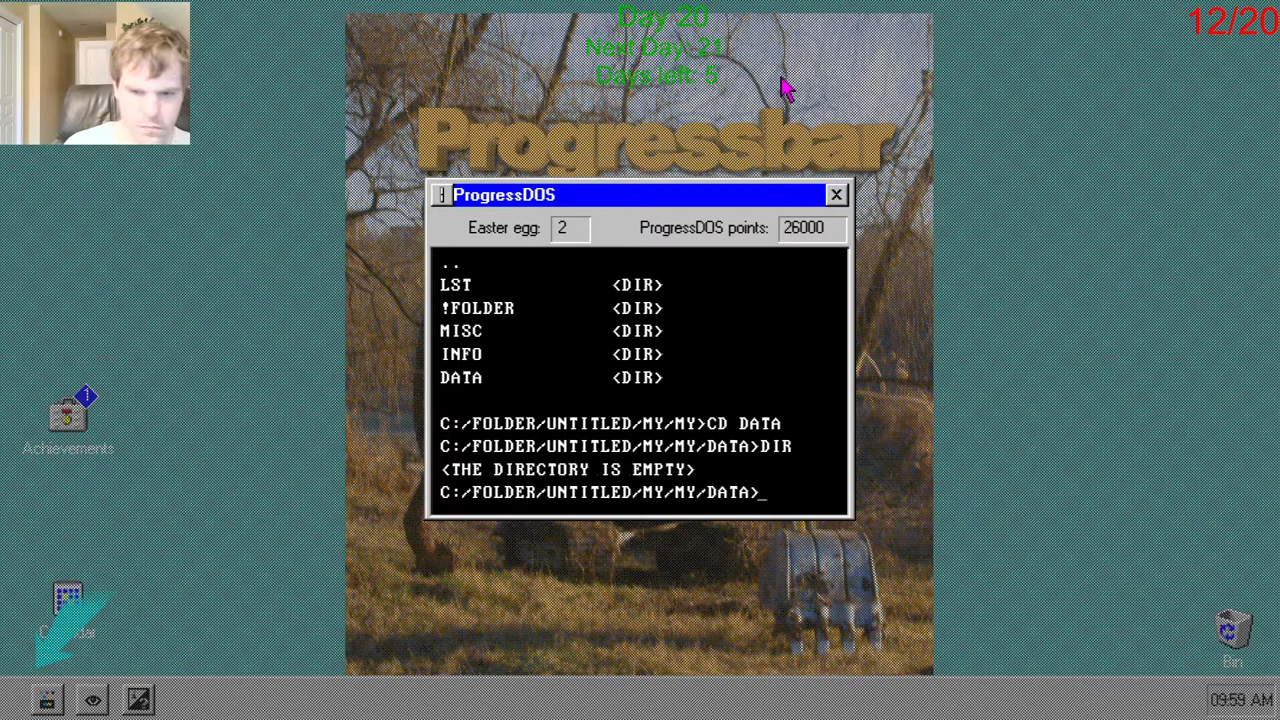 Day 20
Next Day: 21
Days left: 5
12/20
Progressbar
ProgressDOS
Easter egg: 2 ProgressDOS points: 26000
..
LST <DIR>
!FOLDER <DIR>
MISC <DIR>
INFO <DIR>
DATA <DIR>
C:/FOLDER/UNTITLED/MY/MY>CD DATA
C:/FOLDER/UNTITLED/MY/MY/DATA>DIR
<THE DIRECTORY IS EMPTY>
C:/FOLDER/UNTITLED/MY/MY/DATA>_
1
Achievements
Bin
09:59 AM